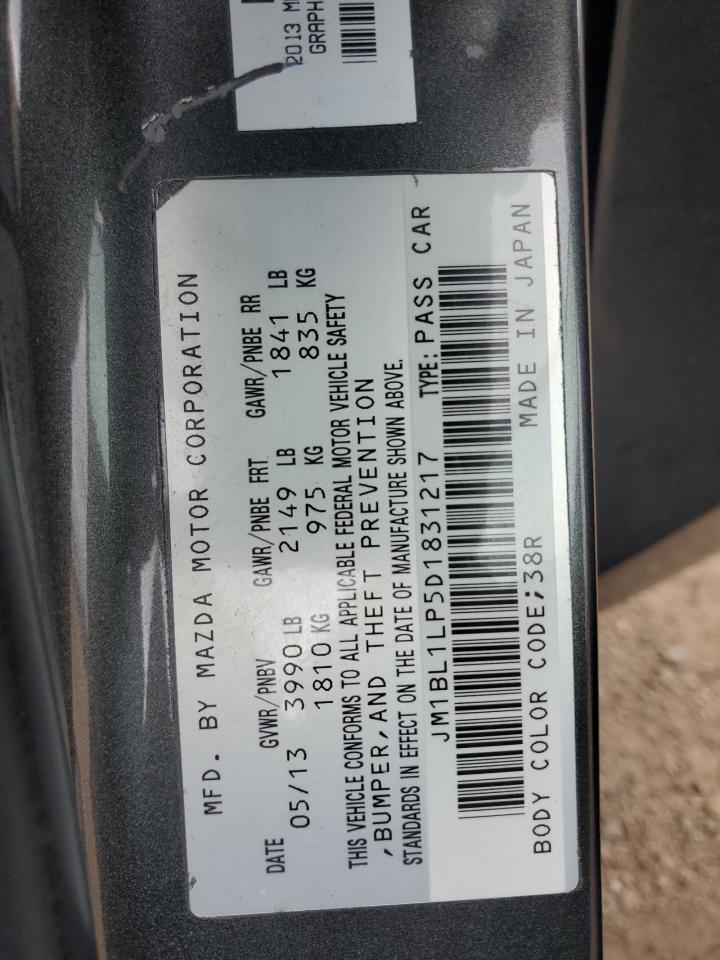 2013
GRAPH
MFD. BY MAZDA MOTOR CORPORATION
DATE GVWR/PNBV GAWR/PNBE FRT GAWR/PNBE RR
05/13 3990 LB 2149 LB 1841 LB
1810 KG 975 KG 835 KG
THIS VEHICLE CONFORMS TO ALL APPLICABLE FEDERAL MOTOR VEHICLE SAFETY
,BUMPER,AND THEFT PREVENTION
STANDARDS IN EFFECT ON THE DATE OF MANUFACTURE SHOWN ABOVE.
JM1BL1LP5D1831217 TYPE: PASS CAR
BODY COLOR CODE;38R MADE IN JAPAN